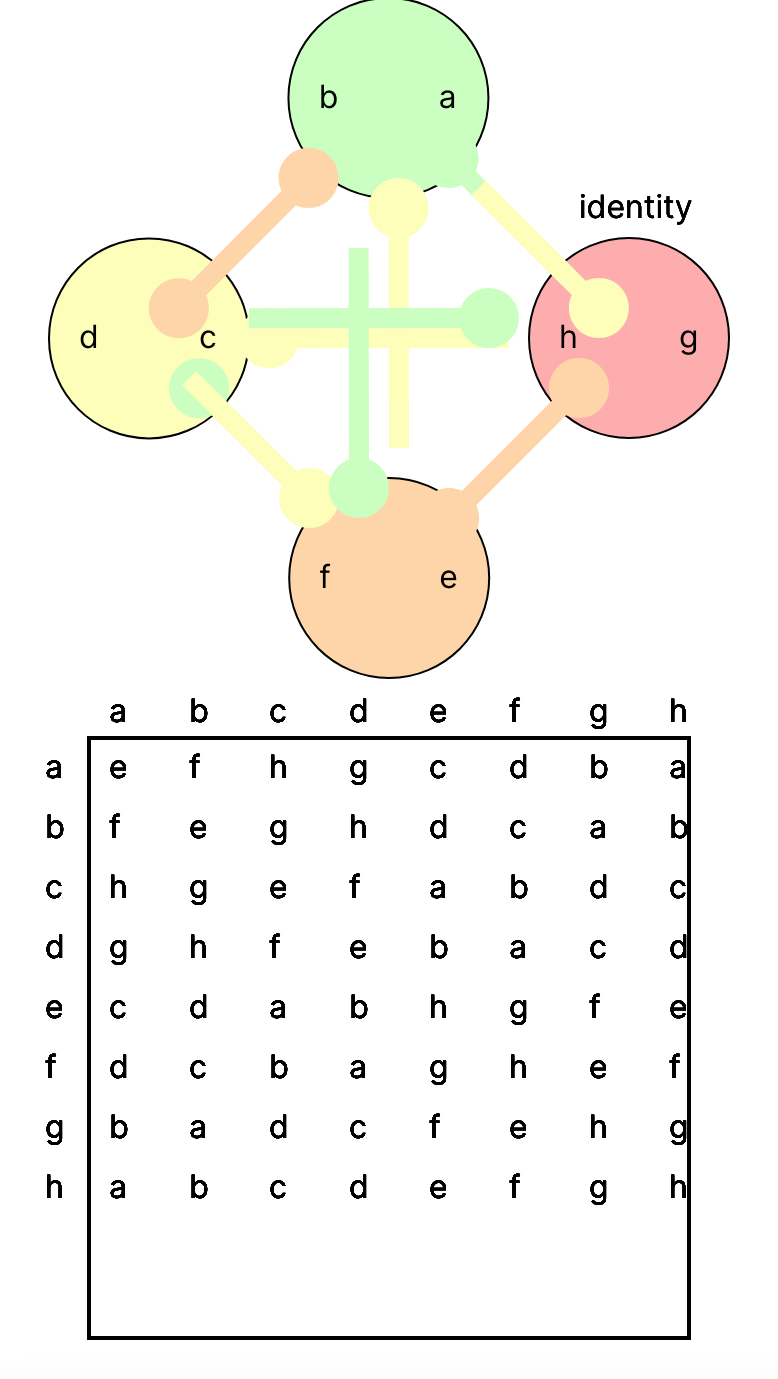 b a
identity
d c h g
f e
a b c d e f g h
a e f h g c d b a
b f e g h d c a b
c h g e f a b d c
d g h f e b a c d
e c d a b h g f e
f d c b a g h e f
g b a d c f e h g
h a b c d e f g h